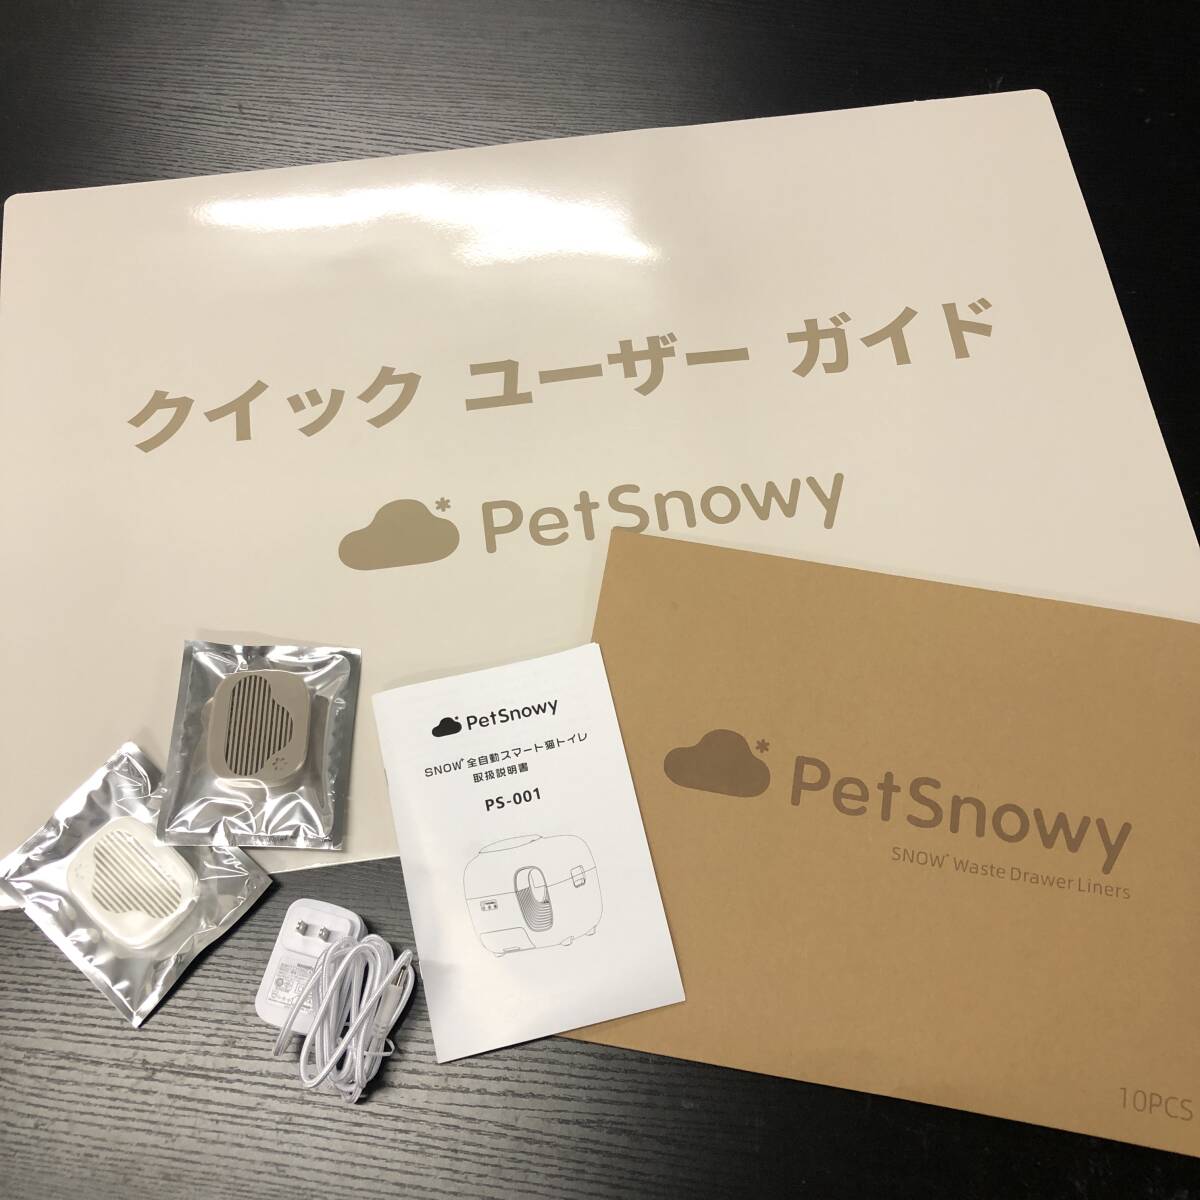 クイック ユーザー ガイド
PetSnowy
PetSnowy
SNOW* 全自動スマート猫トイレ
取扱説明書
PS-001
PetSnowy
SNOW* Waste Drawer Liners
10PCS